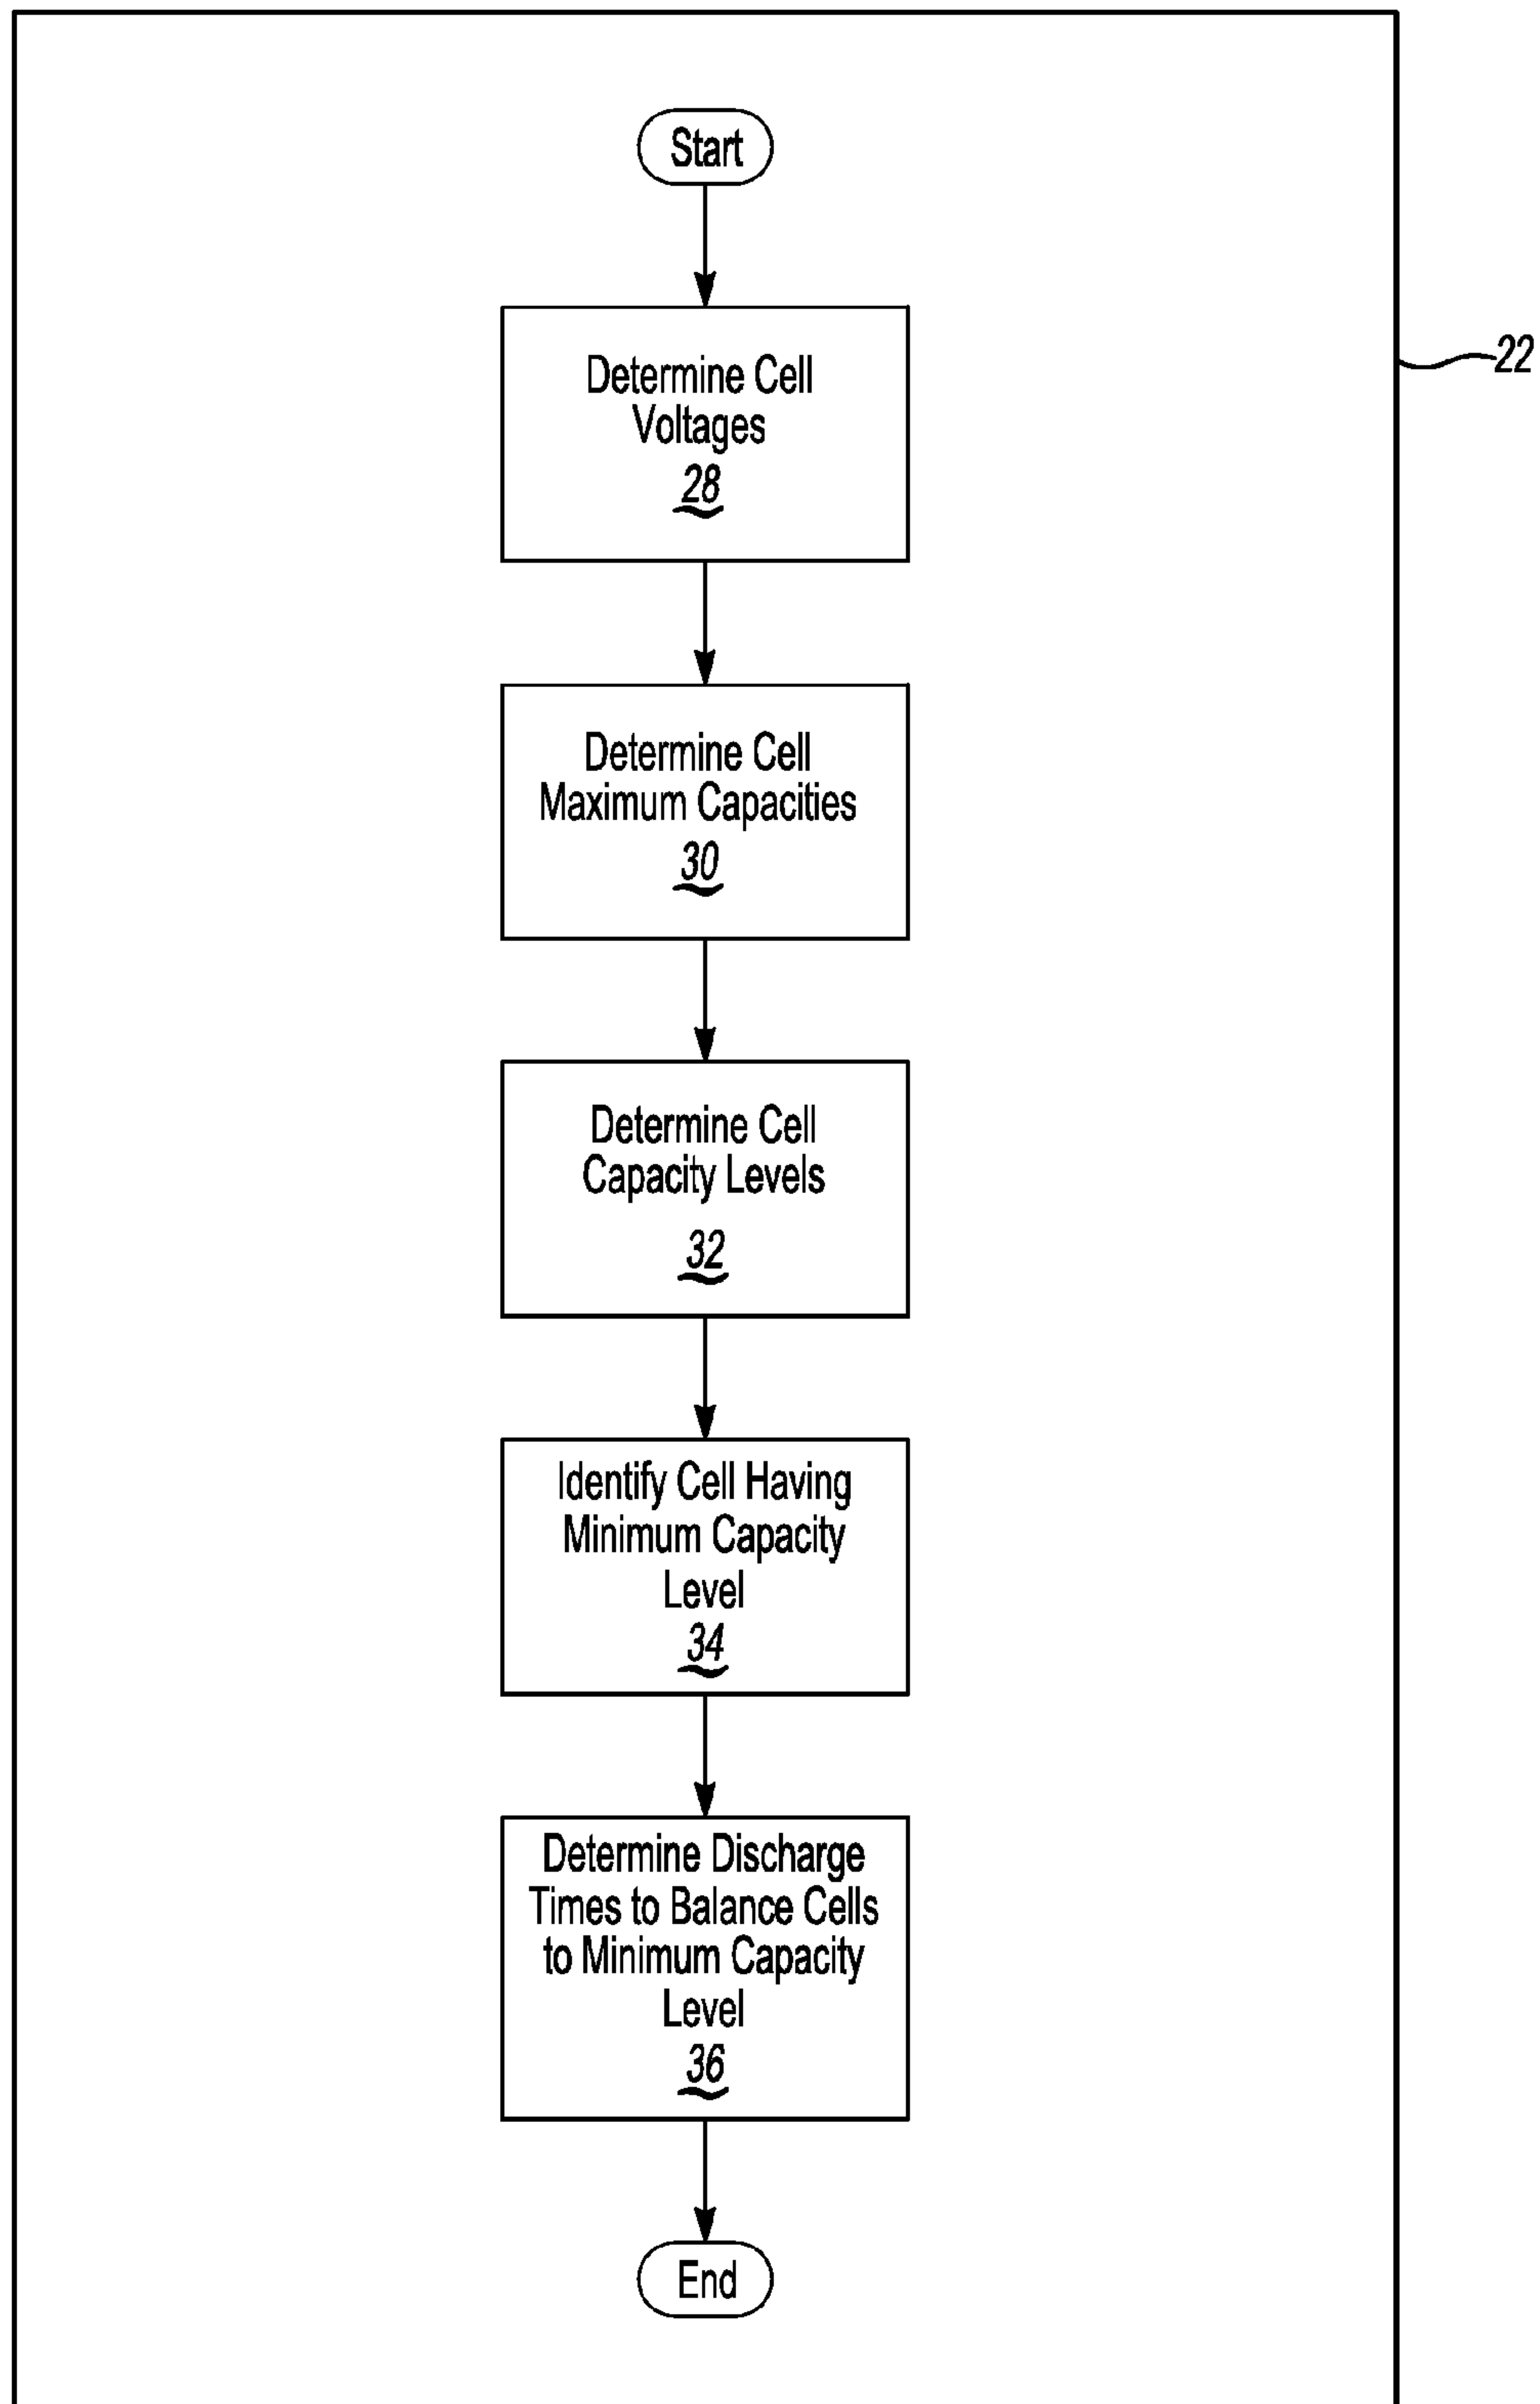 Start
Determine Cell
Voltages
28
22
Determine Cell
Maximum Capacities
30
Determine Cell
Capacity Levels
32
Identify Cell Having
Minimum Capacity
Level
34
Determine Discharge
Times to Balance Cells
to Minimum Capacity
Level
36
End